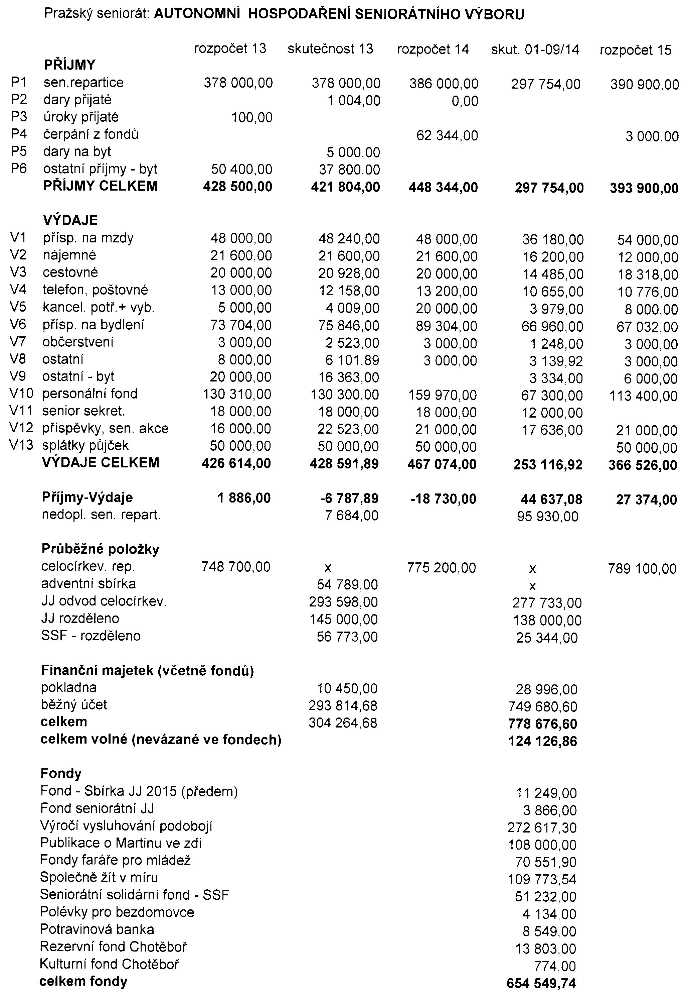 Pražský seniorát: AUTONOMNÍ HOSPODAŘENÍ SENIORÁTNÍHO VÝBORU
rozpočet 13 skutečnost 13 rozpočet 14 skut. 01-09/14 rozpočet 15
PŘÍJMY
P1 sen.repartice 378 000,00 378 000,00 386 000,00 297 754,00 390 900,00
P2 dary přijaté 1 004,00 0,00
P3 úroky přijaté 100,00
P4 čerpání z fondů 62 344,00 3 000,00
P5 dary na byt 5 000,00
P6 ostatní příjmy - byt 50 400,00 37 800,00
PŘÍJMY CELKEM 428 500,00 421 804,00 448 344,00 297 754,00 393 900,00
VÝDAJE
V1 přísp. na mzdy 48 000,00 48 240,00 48 000,00 36 180,00 54 000,00
V2 nájemné 21 600,00 21 600,00 21 600,00 16 200,00 12 000,00
V3 cestovné 20 000,00 20 928,00 20 000,00 14 485,00 18 318,00
V4 telefon, poštovné 13 000,00 12 158,00 13 200,00 10 655,00 10 776,00
V5 kancel. potř.+ vyb. 5 000,00 4 009,00 20 000,00 3 979,00 8 000,00
V6 přísp. na bydlení 73 704,00 75 846,00 89 304,00 66 960,00 67 032,00
V7 občerstvení 3 000,00 2 523,00 3 000,00 1 248,00 3 000,00
V8 ostatní 8 000,00 6 101,89 3 000,00 3 139,92 3 000,00
V9 ostatní - byt 20 000,00 16 363,00 3 334,00 6 000,00
V10 personální fond 130 310,00 130 300,00 159 970,00 67 300,00 113 400,00
V11 senior sekret. 18 000,00 18 000,00 18 000,00 12 000,00
V12 příspěvky, sen. akce 16 000,00 22 523,00 21 000,00 17 636,00 21 000,00
V13 splátky půjček 50 000,00 50 000,00 50 000,00 50 000,00
VÝDAJE CELKEM 426 614,00 428 591,89 467 074,00 253 116,92 366 526,00
Příjmy-Výdaje 1 886,00 -6 787,89 -18 730,00 44 637,08 27 374,00
nedopl. sen. repart. 7 684,00 95 930,00
Průběžné položky
celocírkev. rep. 748 700,00 x 775 200,00 x 789 100,00
adventní sbírka 54 789,00 x
JJ odvod celocírkev. 293 598,00 277 733,00
JJ rozděleno 145 000,00 138 000,00
SSF - rozděleno 56 773,00 25 344,00
Finanční majetek (včetně fondů)
pokladna 10 450,00 28 996,00
běžný účet 293 814,68 749 680,60
celkem 304 264,68 778 676,60
celkem volné (nevázané ve fondech) 124 126,86
Fondy
Fond - Sbírka JJ 2015 (předem) 11 249,00
Fond seniorátní JJ 3 866,00
Výročí vysluhování podobojí 272 617,30
Publikace o Martinu ve zdi 108 000,00
Fondy faráře pro mládež 70 551,90
Společně žít v míru 109 773,54
Seniorátní solidární fond - SSF 51 232,00
Polévky pro bezdomovce 4 134,00
Potravinová banka 8 549,00
Rezervní fond Chotěboř 13 803,00
Kulturní fond Chotěboř 774,00
celkem fondy 654 549,74